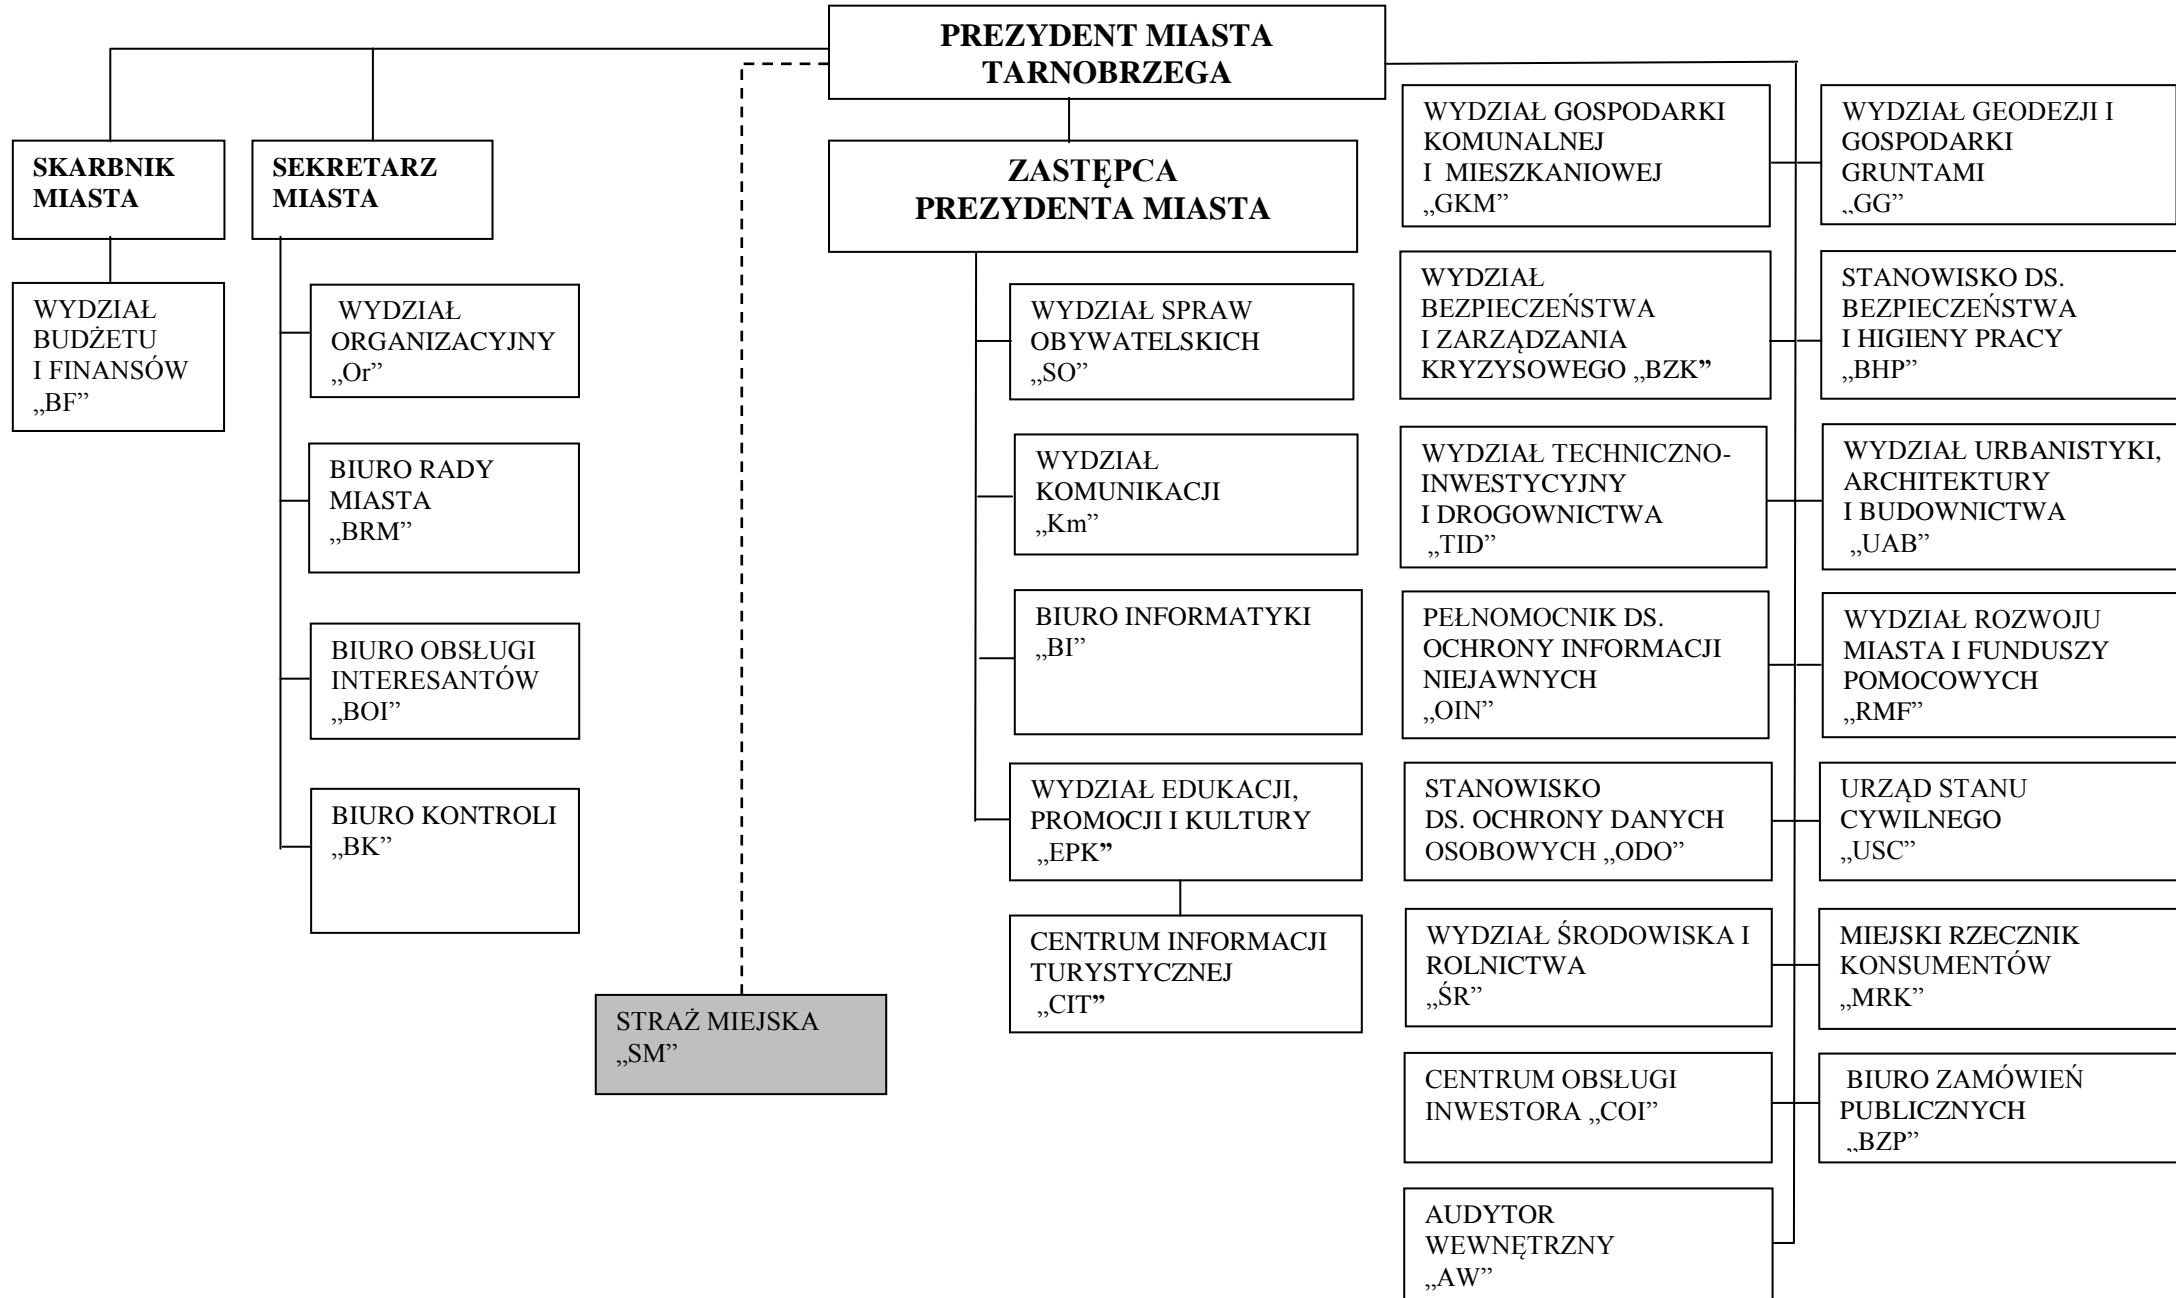 PREZYDENT MIASTA
TARNOBRZEGA
SKARBNIK
MIASTA
SEKRETARZ
MIASTA
ZASTĘPCA
PREZYDENTA MIASTA
WYDZIAŁ
BUDŻETU
I FINANSÓW
„BF”
WYDZIAŁ
ORGANIZACYJNY
„Or”
BIURO RADY
MIASTA
„BRM”
BIURO OBSŁUGI
INTERESANTÓW
„BOI”
BIURO KONTROLI
„BK”
STRAŻ MIEJSKA
„SM”
WYDZIAŁ SPRAW
OBYWATELSKICH
„SO”
WYDZIAŁ
KOMUNIKACJI
„Km”
BIURO INFORMATYKI
„BI”
WYDZIAŁ EDUKACJI,
PROMOCJI I KULTURY
„EPK”
CENTRUM INFORMACJI
TURYSTYCZNEJ
„CIT”
WYDZIAŁ GOSPODARKI
KOMUNALNEJ
I MIESZKANIOWEJ
„GKM”
WYDZIAŁ GEODEZJI I
GOSPODARKI
GRUNTAMI
„GG”
WYDZIAŁ
BEZPIECZEŃSTWA
I ZARZĄDZANIA
KRYZYSOWEGO „BZK”
STANOWISKO DS.
BEZPIECZEŃSTWA
I HIGIENY PRACY
„BHP”
WYDZIAŁ TECHNICZNO-
INWESTYCYJNY
I DROGOWNICTWA
„TID”
WYDZIAŁ URBANISTYKI,
ARCHITEKTURY
I BUDOWNICTWA
„UAB”
PEŁNOMOCNIK DS.
OCHRONY INFORMACJI
NIEJAWNYCH
„OIN”
WYDZIAŁ ROZWOJU
MIASTA I FUNDUSZY
POMOCOWYCH
„RMF”
STANOWISKO
DS. OCHRONY DANYCH
OSOBOWYCH „ODO”
URZĄD STANU
CYWILNEGO
„USC”
WYDZIAŁ ŚRODOWISKA I
ROLNICTWA
„ŚR”
MIEJSKI RZECZNIK
KONSUMENTÓW
„MRK”
CENTRUM OBSŁUGI
INWESTORA „COI”
BIURO ZAMÓWIEŃ
PUBLICZNYCH
„BZP”
AUDYTOR
WEWNĘTRZNY
„AW”